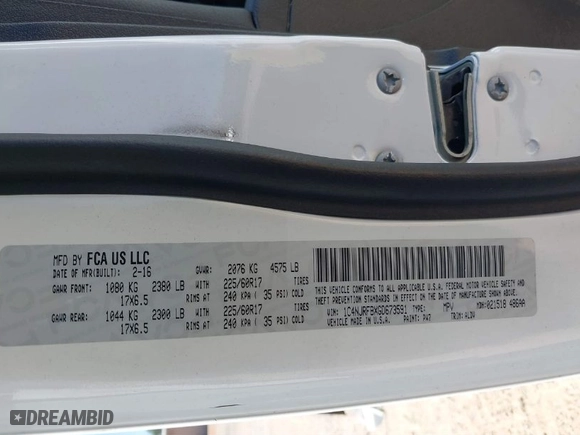 MFD BY FCA US LLC
DATE OF MFR(BUILT): 2-16 GVWR: 2076 KG 4575 LB
GAWR FRONT: 1080 KG 2380 LB WITH 225/60R17 TIRES
17X6.5 RIMS AT 240 KPA ( 35 PSI) COLD
GAWR REAR: 1044 KG 2300 LB WITH 225/60R17 TIRES
17X6.5 RIMS AT 240 KPA ( 35 PSI) COLD
THIS VEHICLE CONFORMS TO ALL APPLICABLE U.S.A. FEDERAL MOTOR VEHICLE SAFETY AND
THEFT PREVENTION STANDARDS IN EFFECT ON THE DATE OF
MANUFACTURE SHOWN ABOVE.
VIN: 1C4NJRFBXGD673591 TYPE: MPV MDH:021518 486AA
VEHICLE MADE IN U.S.A. PAINT: PW7 TRIM:
DREAMBID